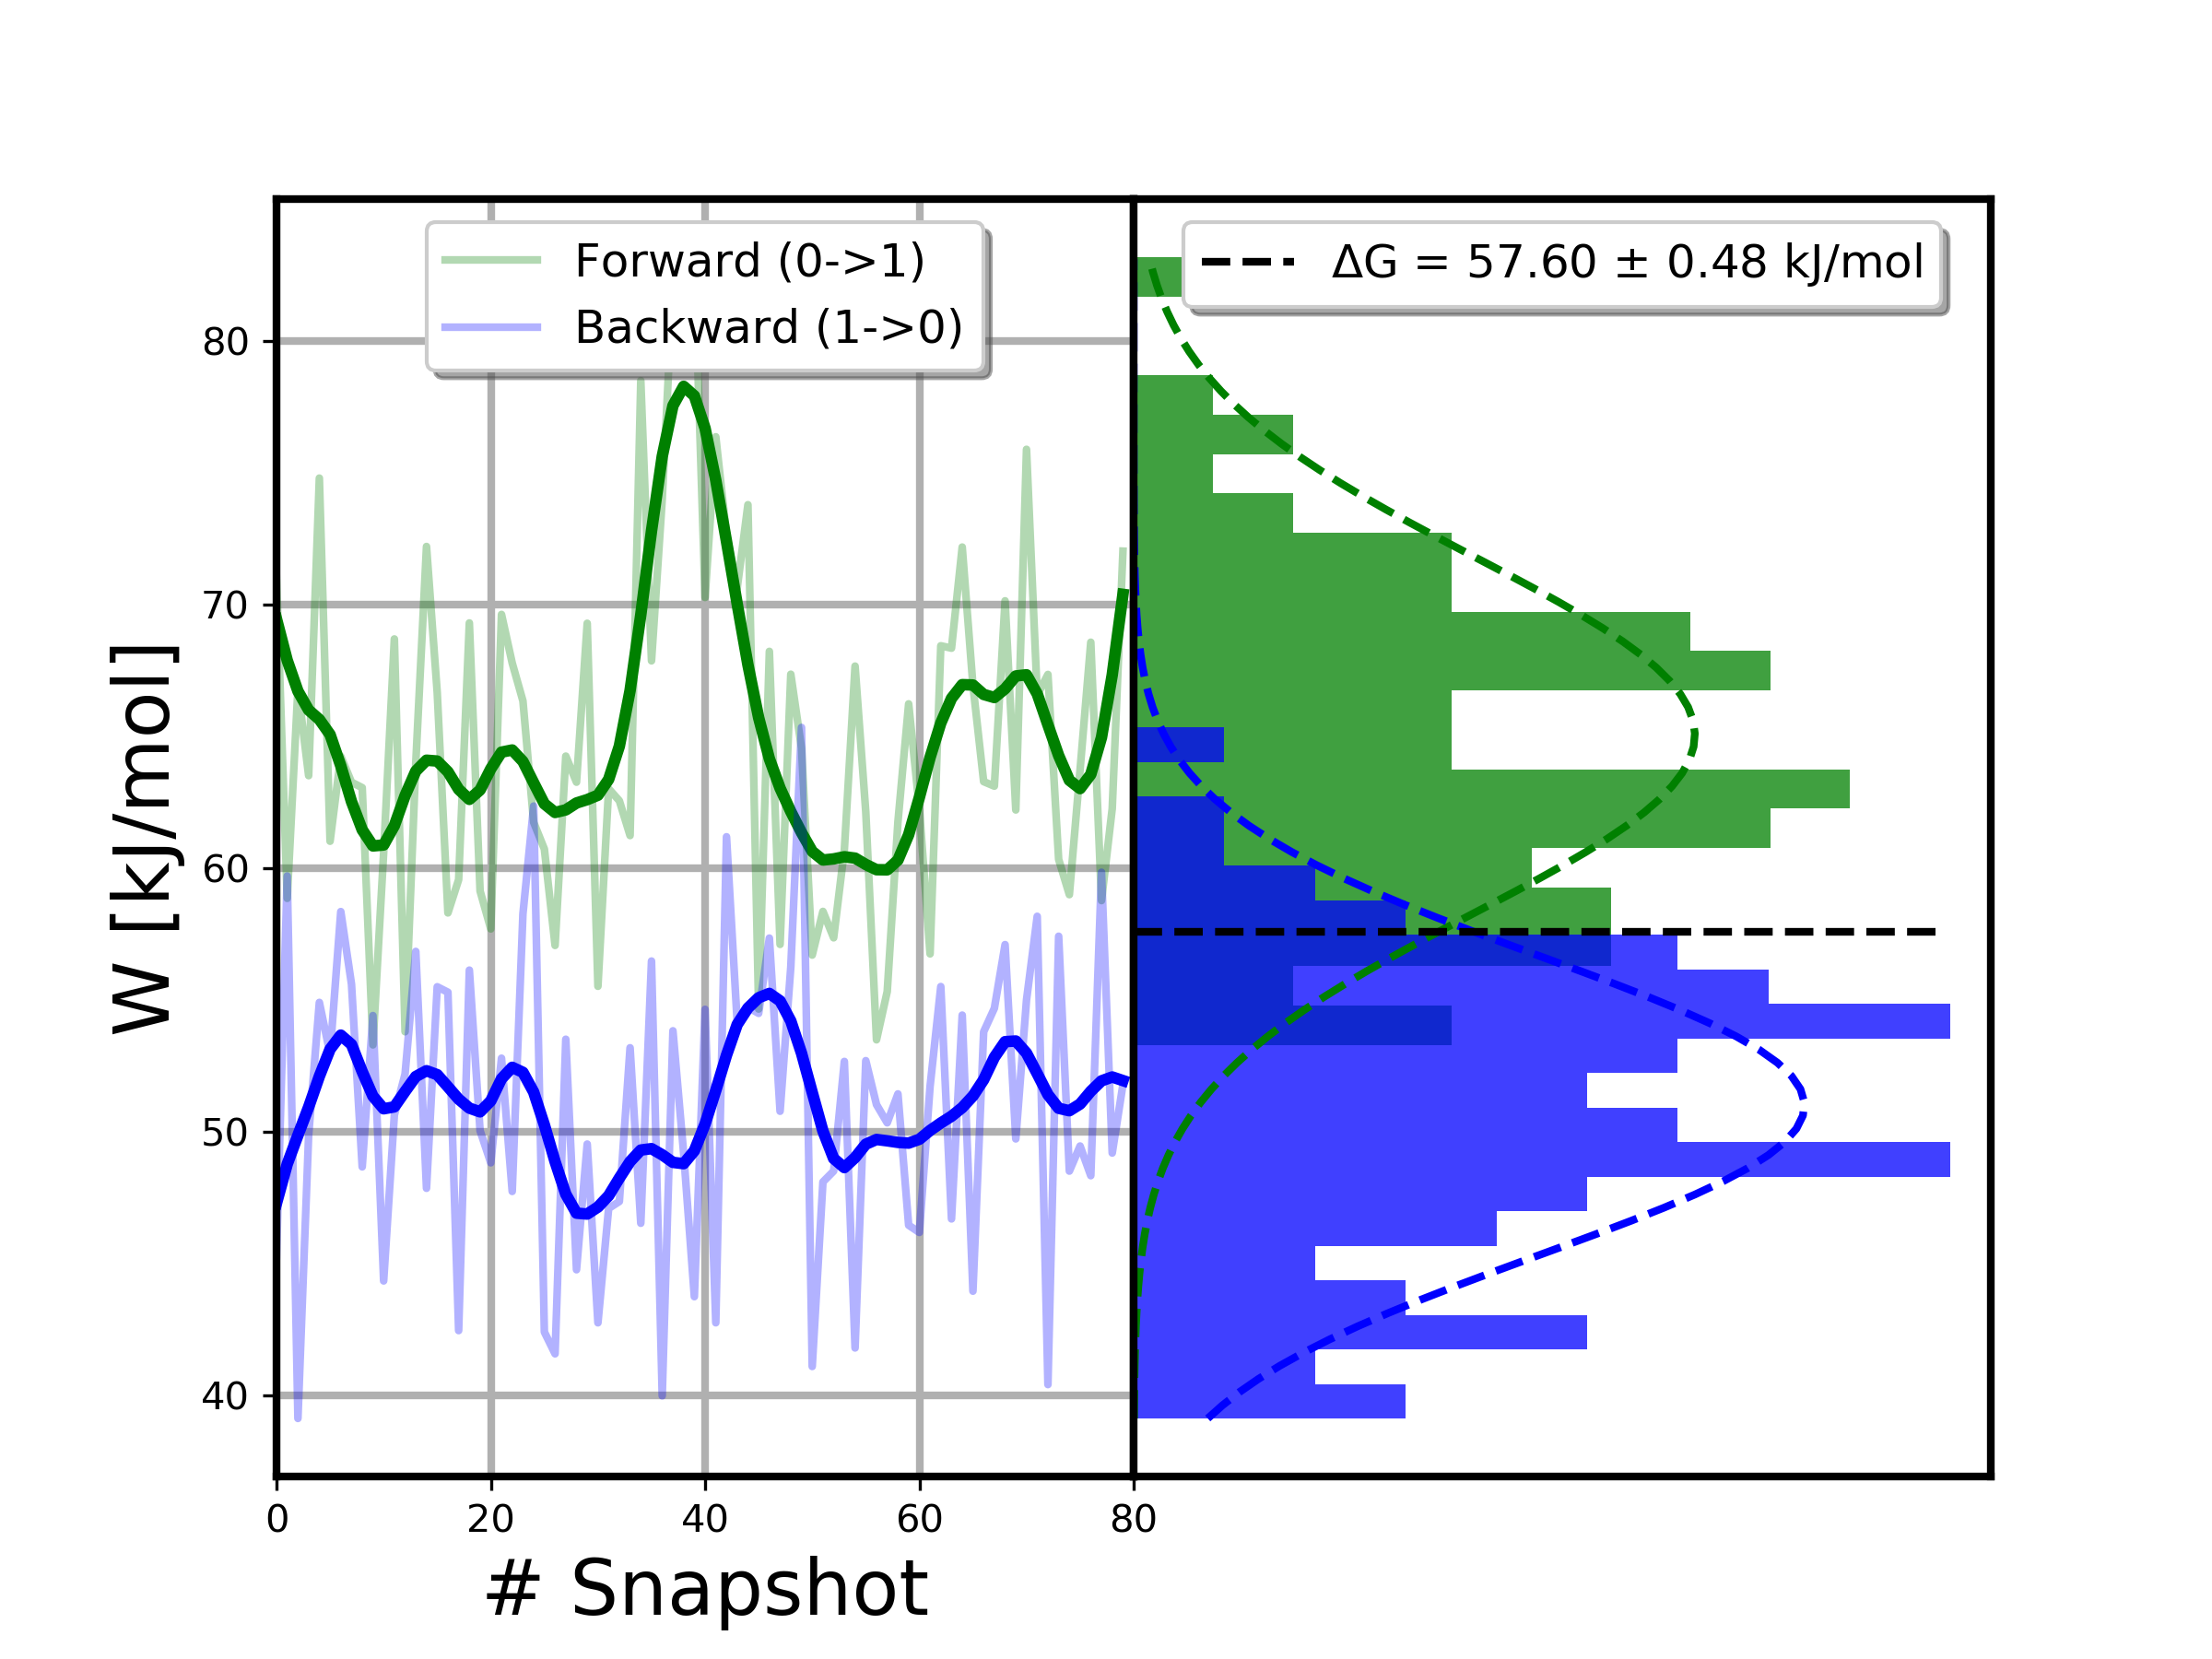 Forward (0->1)
Backward (1->0)
ΔG = 57.60 ± 0.48 kJ/mol
W [kJ/mol]
80
70
60
50
40
0 20 40 60 80
# Snapshot